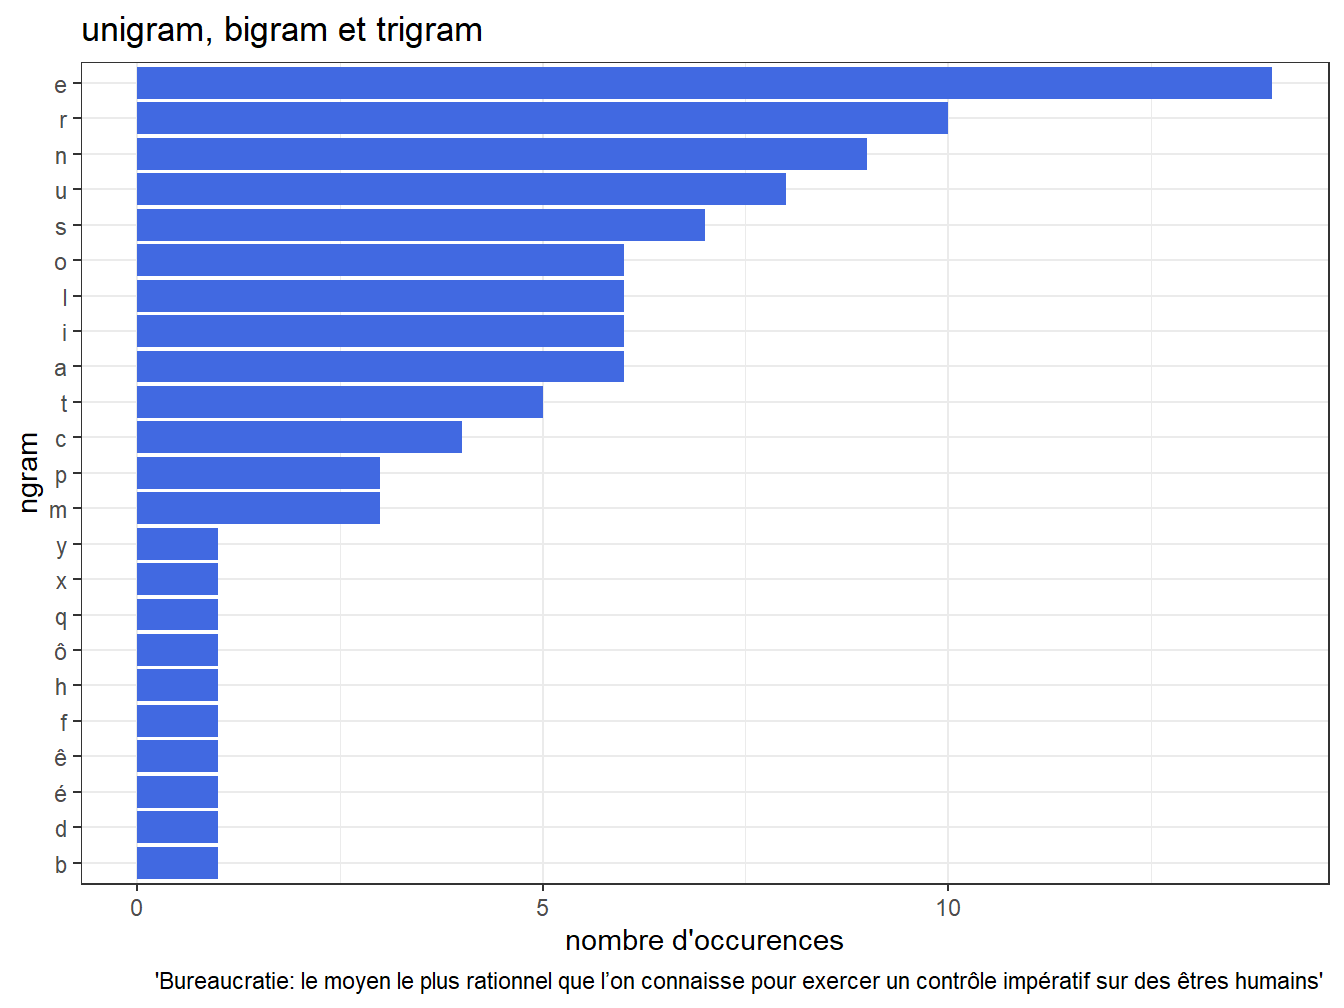 unigram, bigram et trigram
e
r
n
u
s
o
l
i
a
t
c
p
m
y
x
q
ô
h
f
ê
é
d
b
ngram
0 5 10
nombre d'occurences
'Bureaucratie: le moyen le plus rationnel que l’on connaisse pour exercer un contrôle impératif sur des êtres humains'